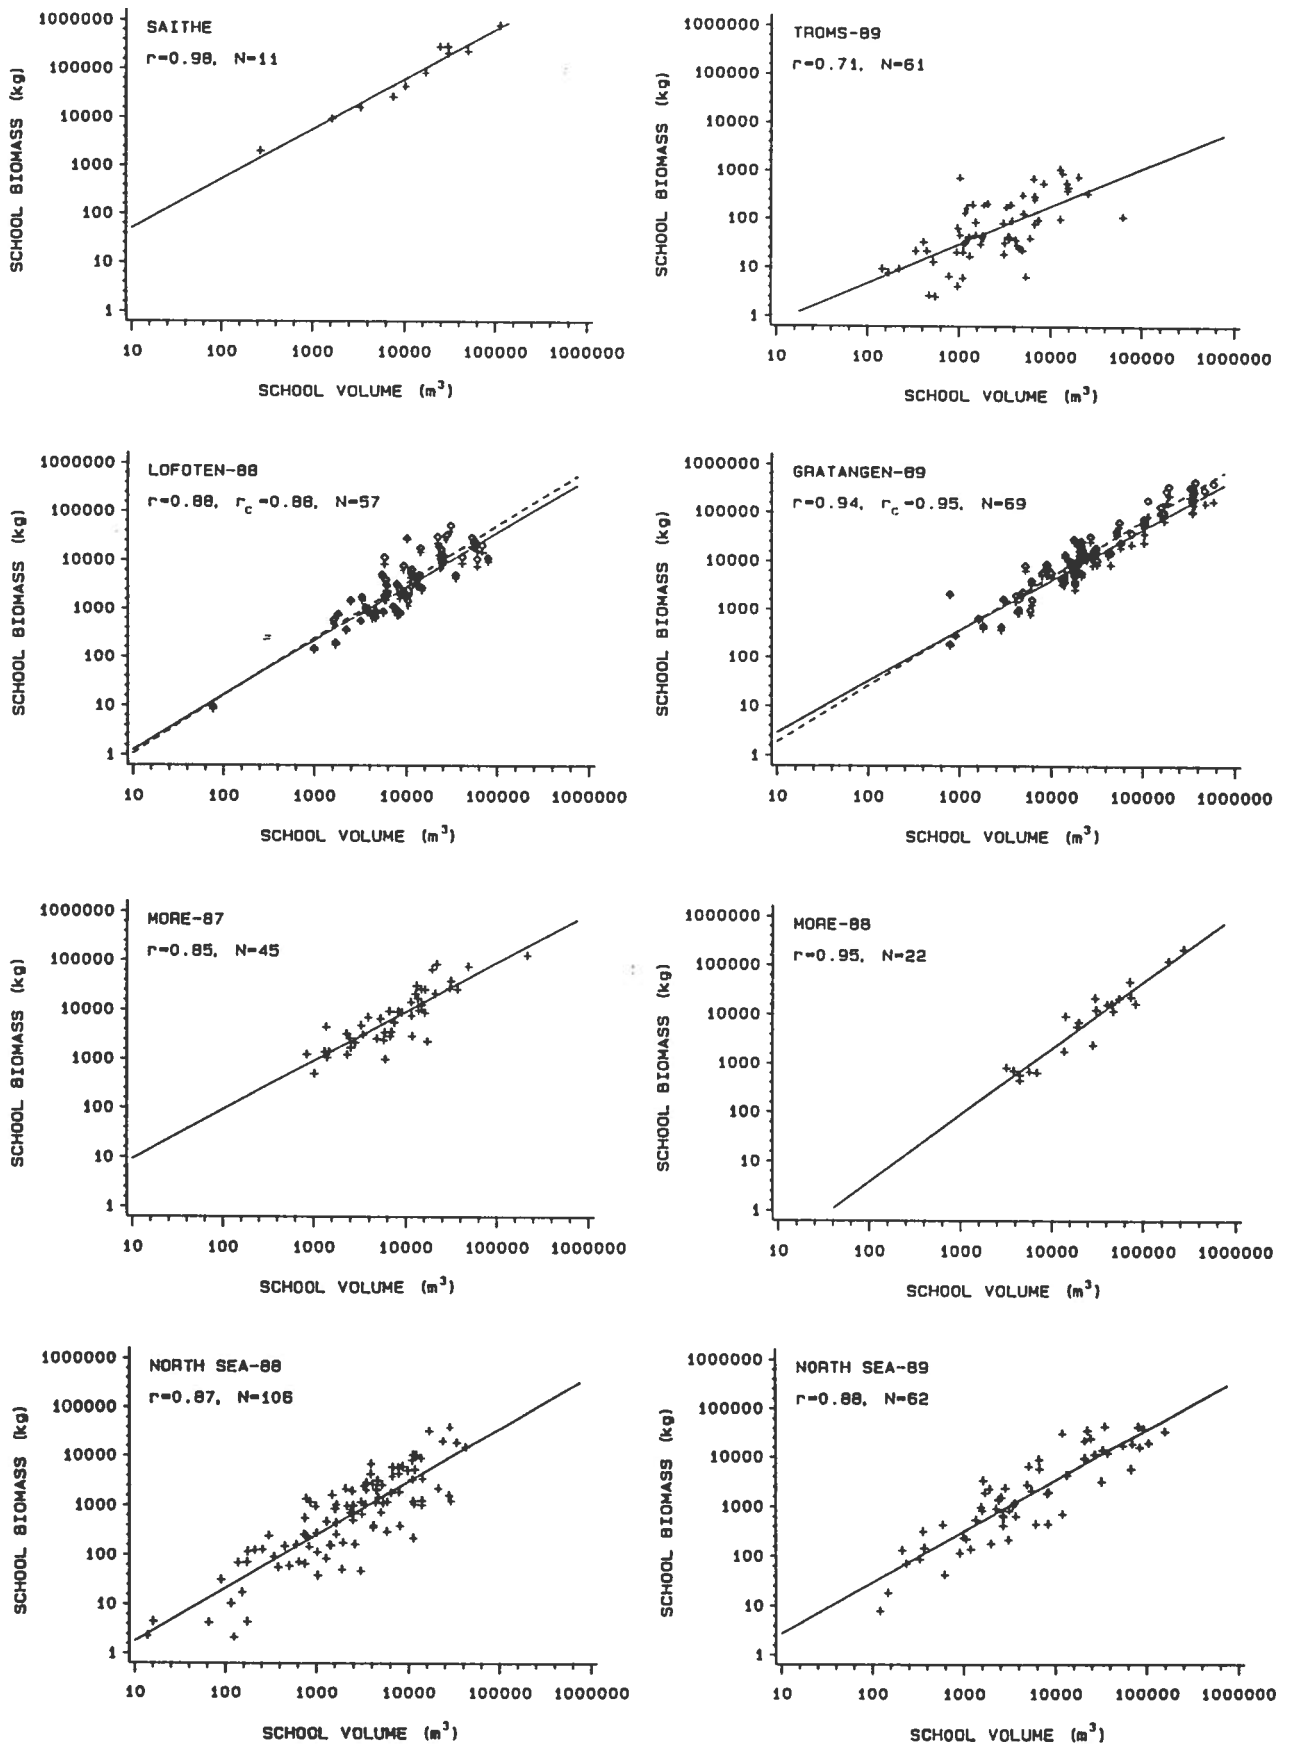 SAITHE
r=0.98, N=11
1000000
100000
10000
1000
100
10
1
SCHOOL BIOMASS (kg)
10 100 1000 10000 100000 1000000
SCHOOL VOLUME (m³)
TROMS-89
r=0.71, N=61
1000000
100000
10000
1000
100
10
1
SCHOOL BIOMASS (kg)
10 100 1000 10000 100000 1000000
SCHOOL VOLUME (m³)
LOFOTEN-88
r=0.88, rc=0.88, N=57
1000000
100000
10000
1000
100
10
1
SCHOOL BIOMASS (kg)
10 100 1000 10000 100000 1000000
SCHOOL VOLUME (m³)
GRATANGEN-89
r=0.94, rc=0.95, N=69
1000000
100000
10000
1000
100
10
1
SCHOOL BIOMASS (kg)
10 100 1000 10000 100000 1000000
SCHOOL VOLUME (m³)
MORE-87
r=0.85, N=45
1000000
100000
10000
1000
100
10
1
SCHOOL BIOMASS (kg)
10 100 1000 10000 100000 1000000
SCHOOL VOLUME (m³)
MORE-88
r=0.95, N=22
1000000
100000
10000
1000
100
10
1
SCHOOL BIOMASS (kg)
10 100 1000 10000 100000 1000000
SCHOOL VOLUME (m³)
NORTH SEA-88
r=0.87, N=106
1000000
100000
10000
1000
100
10
1
SCHOOL BIOMASS (kg)
10 100 1000 10000 100000 1000000
SCHOOL VOLUME (m³)
NORTH SEA-89
r=0.88, N=62
1000000
100000
10000
1000
100
10
1
SCHOOL BIOMASS (kg)
10 100 1000 10000 100000 1000000
SCHOOL VOLUME (m³)